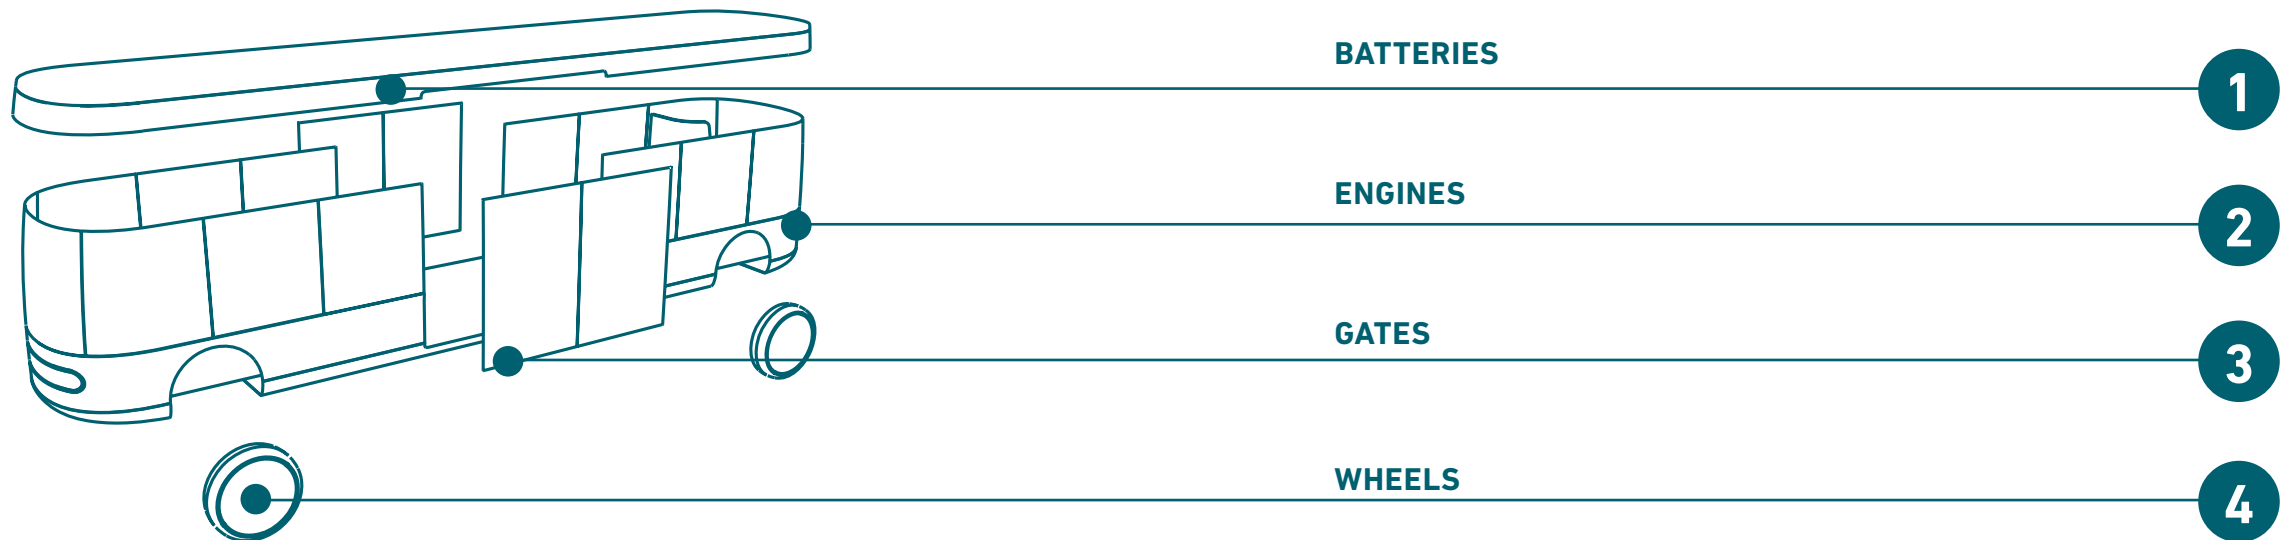 BATTERIES
1
ENGINES
2
GATES
3
WHEELS
4